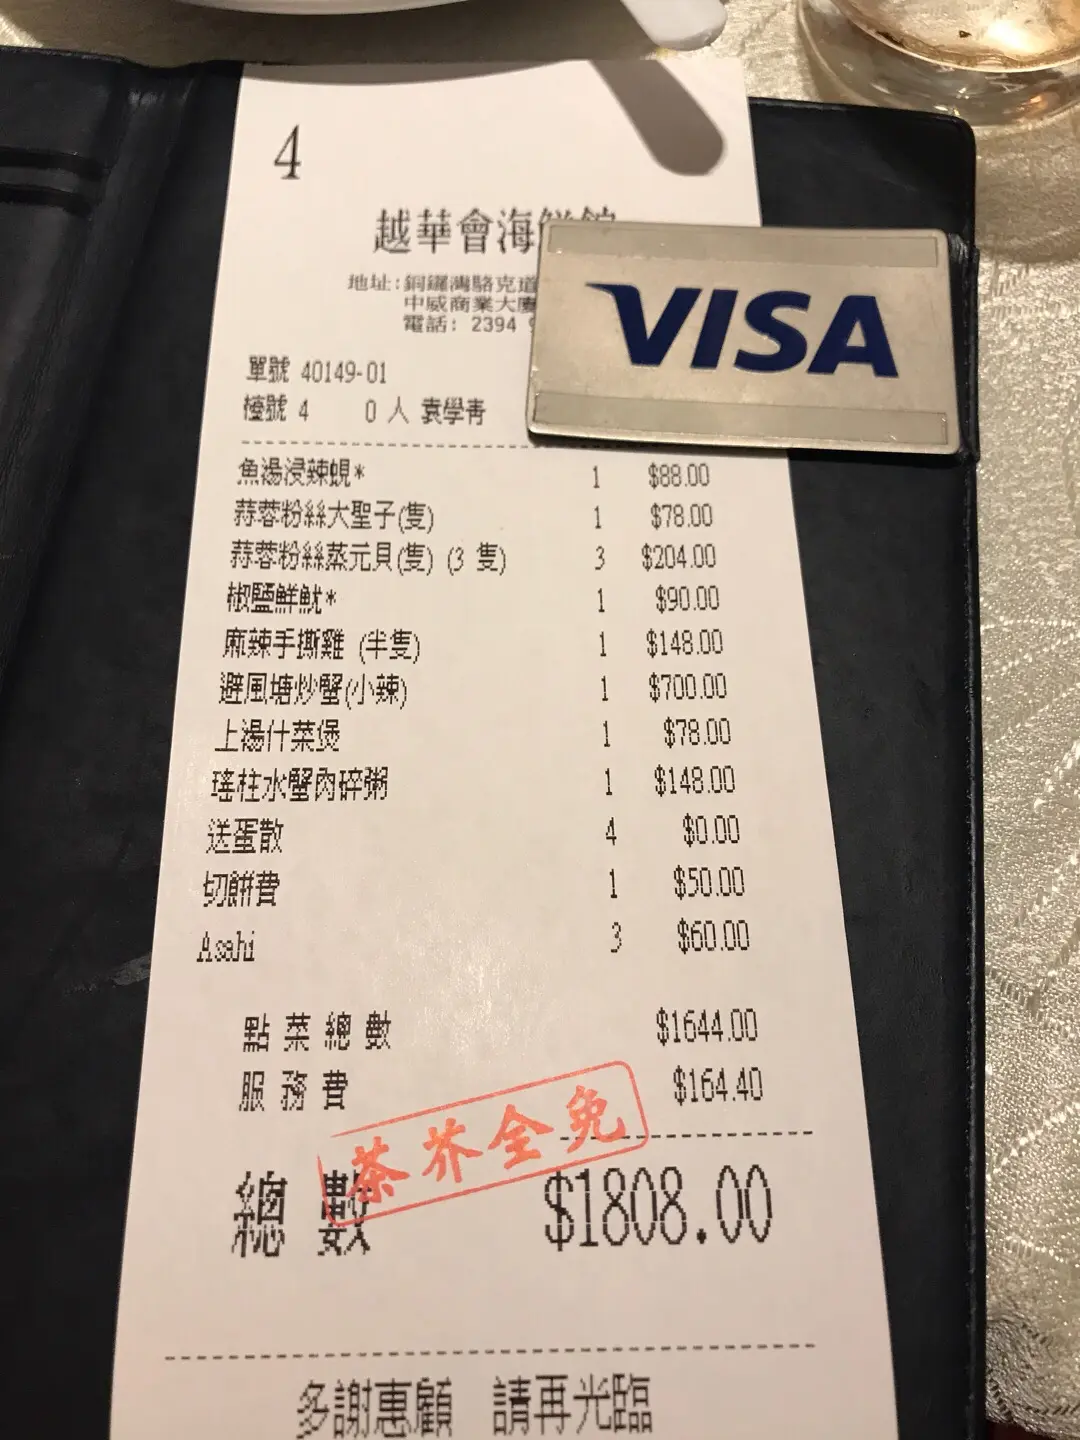 4
越華會海鮮館
地址:銅鑼灣駱克道
中威商業大廈
電話: 2394 9
VISA
單號 40149-01
檯號 4 0 人 袁學青
魚湯浸辣蜆* 1 $88.00
蒜蓉粉絲大聖子(隻) 1 $78.00
蒜蓉粉絲蒸元貝(隻) (3 隻) 3 $204.00
椒鹽鮮魷* 1 $90.00
麻辣手撕雞 (半隻) 1 $148.00
避風塘炒蟹(小辣) 1 $700.00
上湯什菜煲 1 $78.00
瑤柱水蟹肉碎粥 1 $148.00
送蛋散 4 $0.00
切餅費 1 $50.00
Asahi 3 $60.00
點菜總數 $1644.00
服務費 $164.40
茶芥全免
總數 $1808.00
多謝惠顧 請再光臨